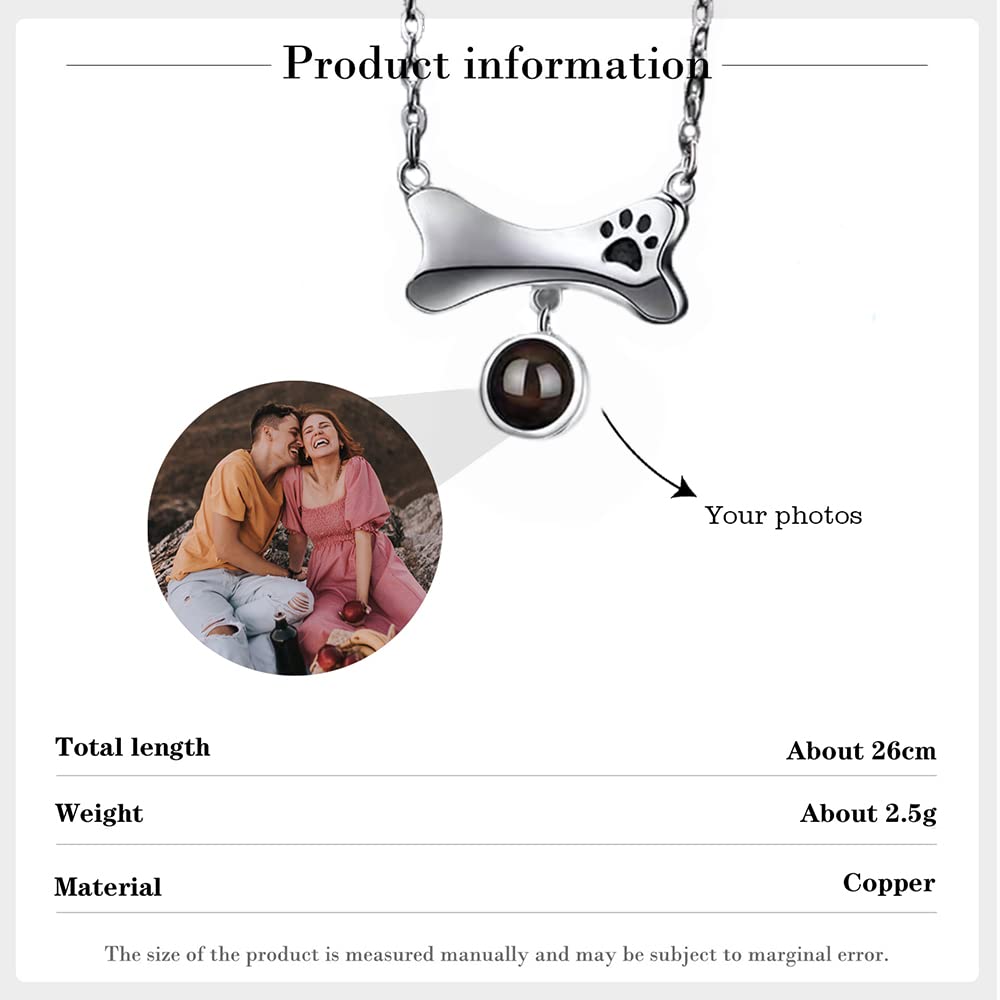 Product information
Your photos
Total length
About 26cm
Weight
About 2.5g
Material
Copper
The size of the product is measured manually and may be subject to marginal error.